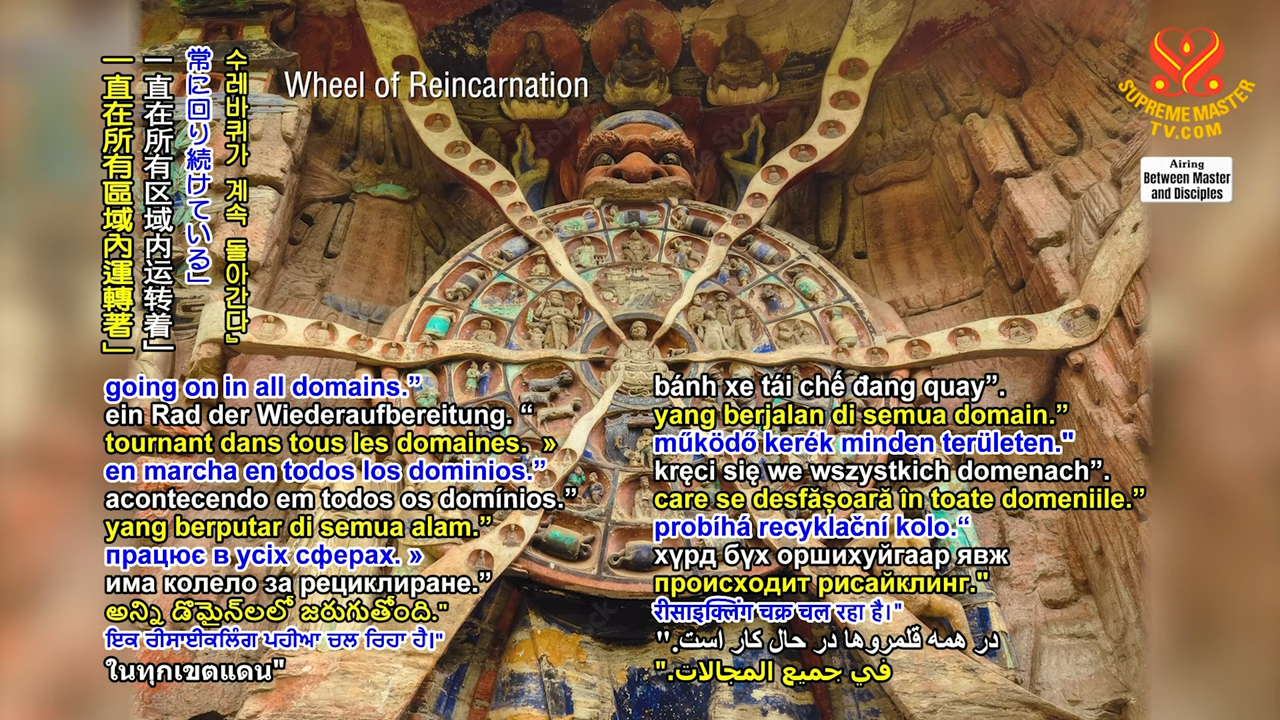 Wheel of Reincarnation
SUPREME MASTER
TV.COM
Airing
Between Master
and Disciples
수레바퀴가 계속 돌아간다』
常に回り続けている」
一直在所有区域内运转着」
一直在所有區域內運轉著」
going on in all domains.”
ein Rad der Wiederaufbereitung. “
tournant dans tous les domaines. »
en marcha en todos los dominios.”
acontecendo em todos os domínios.”
yang berputar di semua alam.”
працює в усіх сферах. »
има колело за рециклиране.”
అన్ని డొమైన్‌లలో జరుగుతోంది."
ਇਕ ਰੀਸਾਈਕਲਿੰਗ ਪਹੀਆ ਚਲ ਰਿਹਾ ਹੈ।"
ในทุกเขตแดน"
bánh xe tái chế đang quay”.
yang berjalan di semua domain.”
működő kerék minden területen."
kręci się we wszystkich domenach”.
care se desfășoară în toate domeniile.”
probíhá recyklační kolo.“
хүрд бүх оршихуйгаар явж
происходит рисайклинг."
रीसाइक्लिंग चक्र चल रहा है।"
در همه قلمروها در حال کار است."
في جميع المجالات."